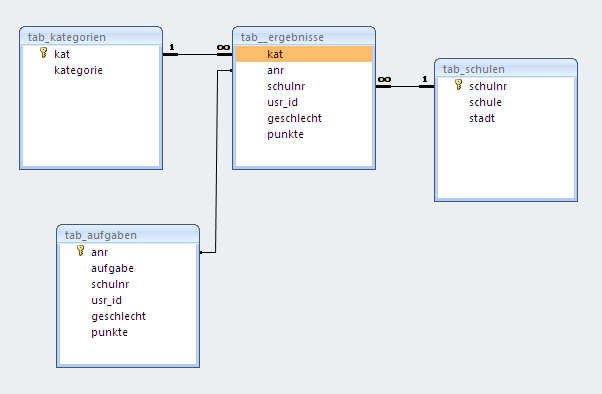 tab_kategorien
kat
kategorie
1
∞
tab__ergebnisse
kat
anr
schulnr
usr_id
geschlecht
punkte
∞
1
tab_schulen
schulnr
schule
stadt
tab_aufgaben
anr
aufgabe
schulnr
usr_id
geschlecht
punkte